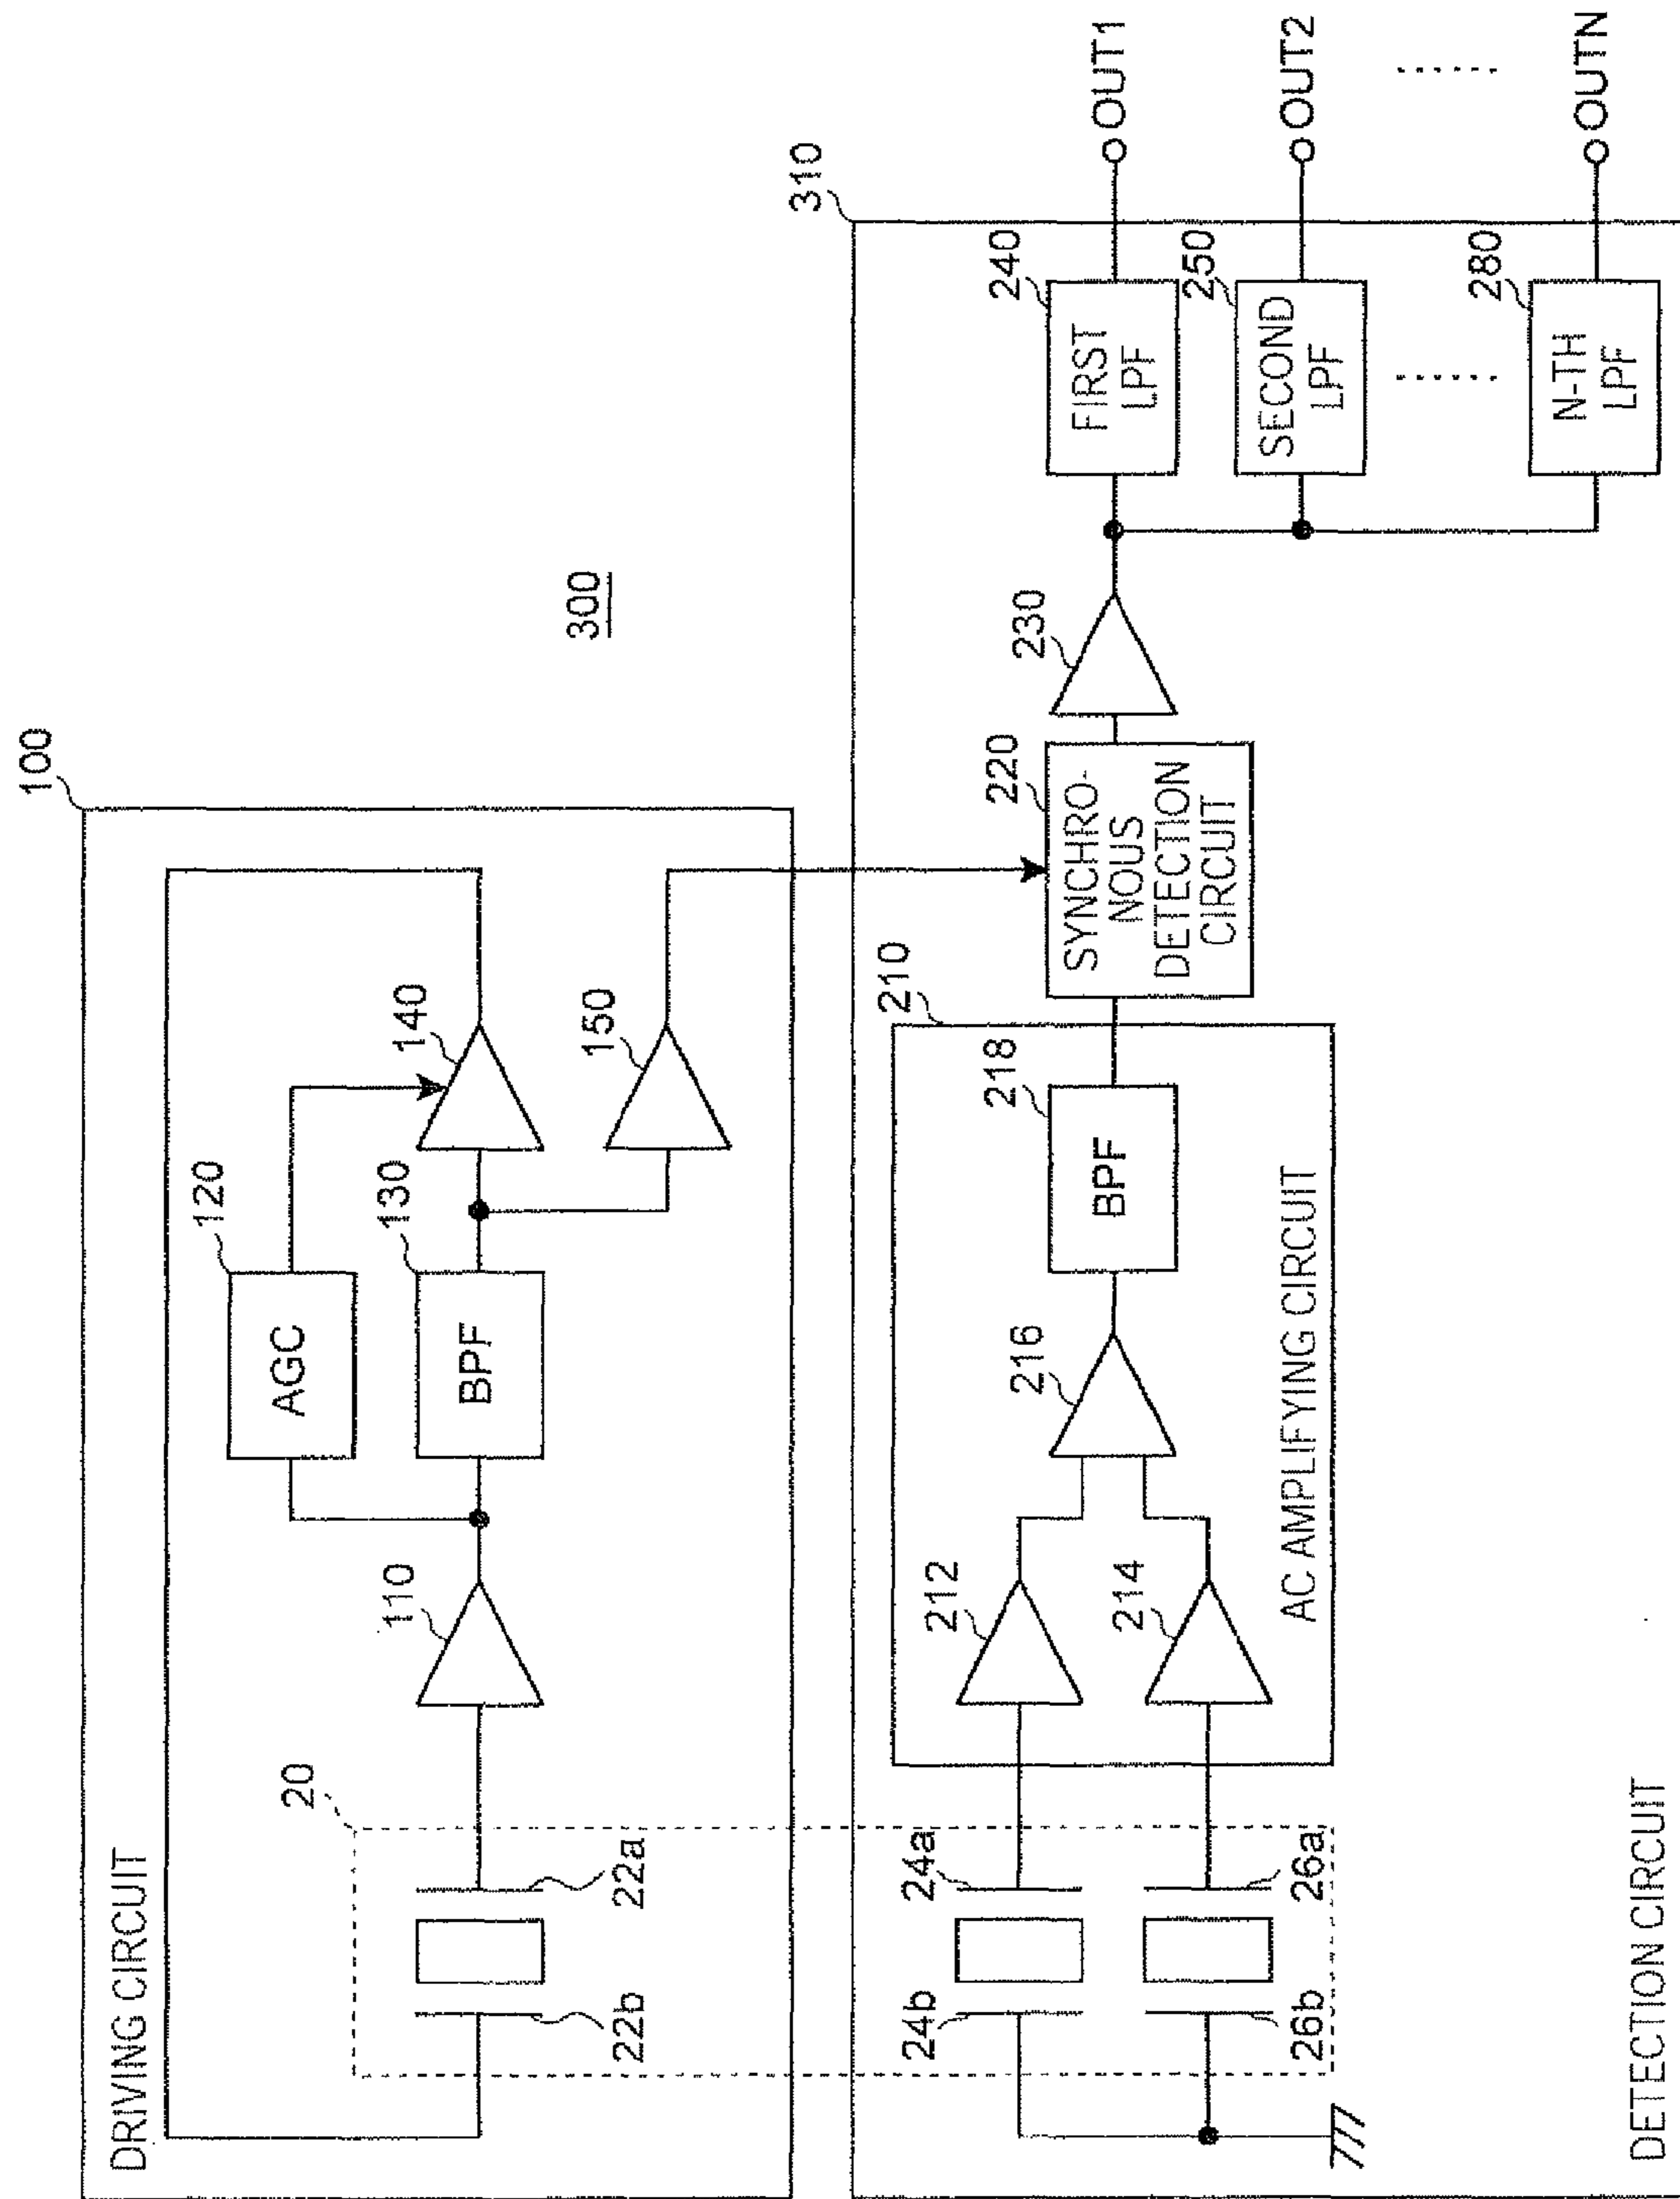 300
100
DRIVING CIRCUIT
20
22b
22a
110
AGC
120
BPF
130
140
150
310
DETECTION CIRCUIT
24b
24a
26b
26a
210
AC AMPLIFYING CIRCUIT
212
214
216
BPF
218
SYNCHRO-
NOUS
DETECTION
CIRCUIT
220
230
FIRST
LPF
240
SECOND
LPF
250
......
N-TH
LPF
280
OUT1
OUT2
......
OUTN